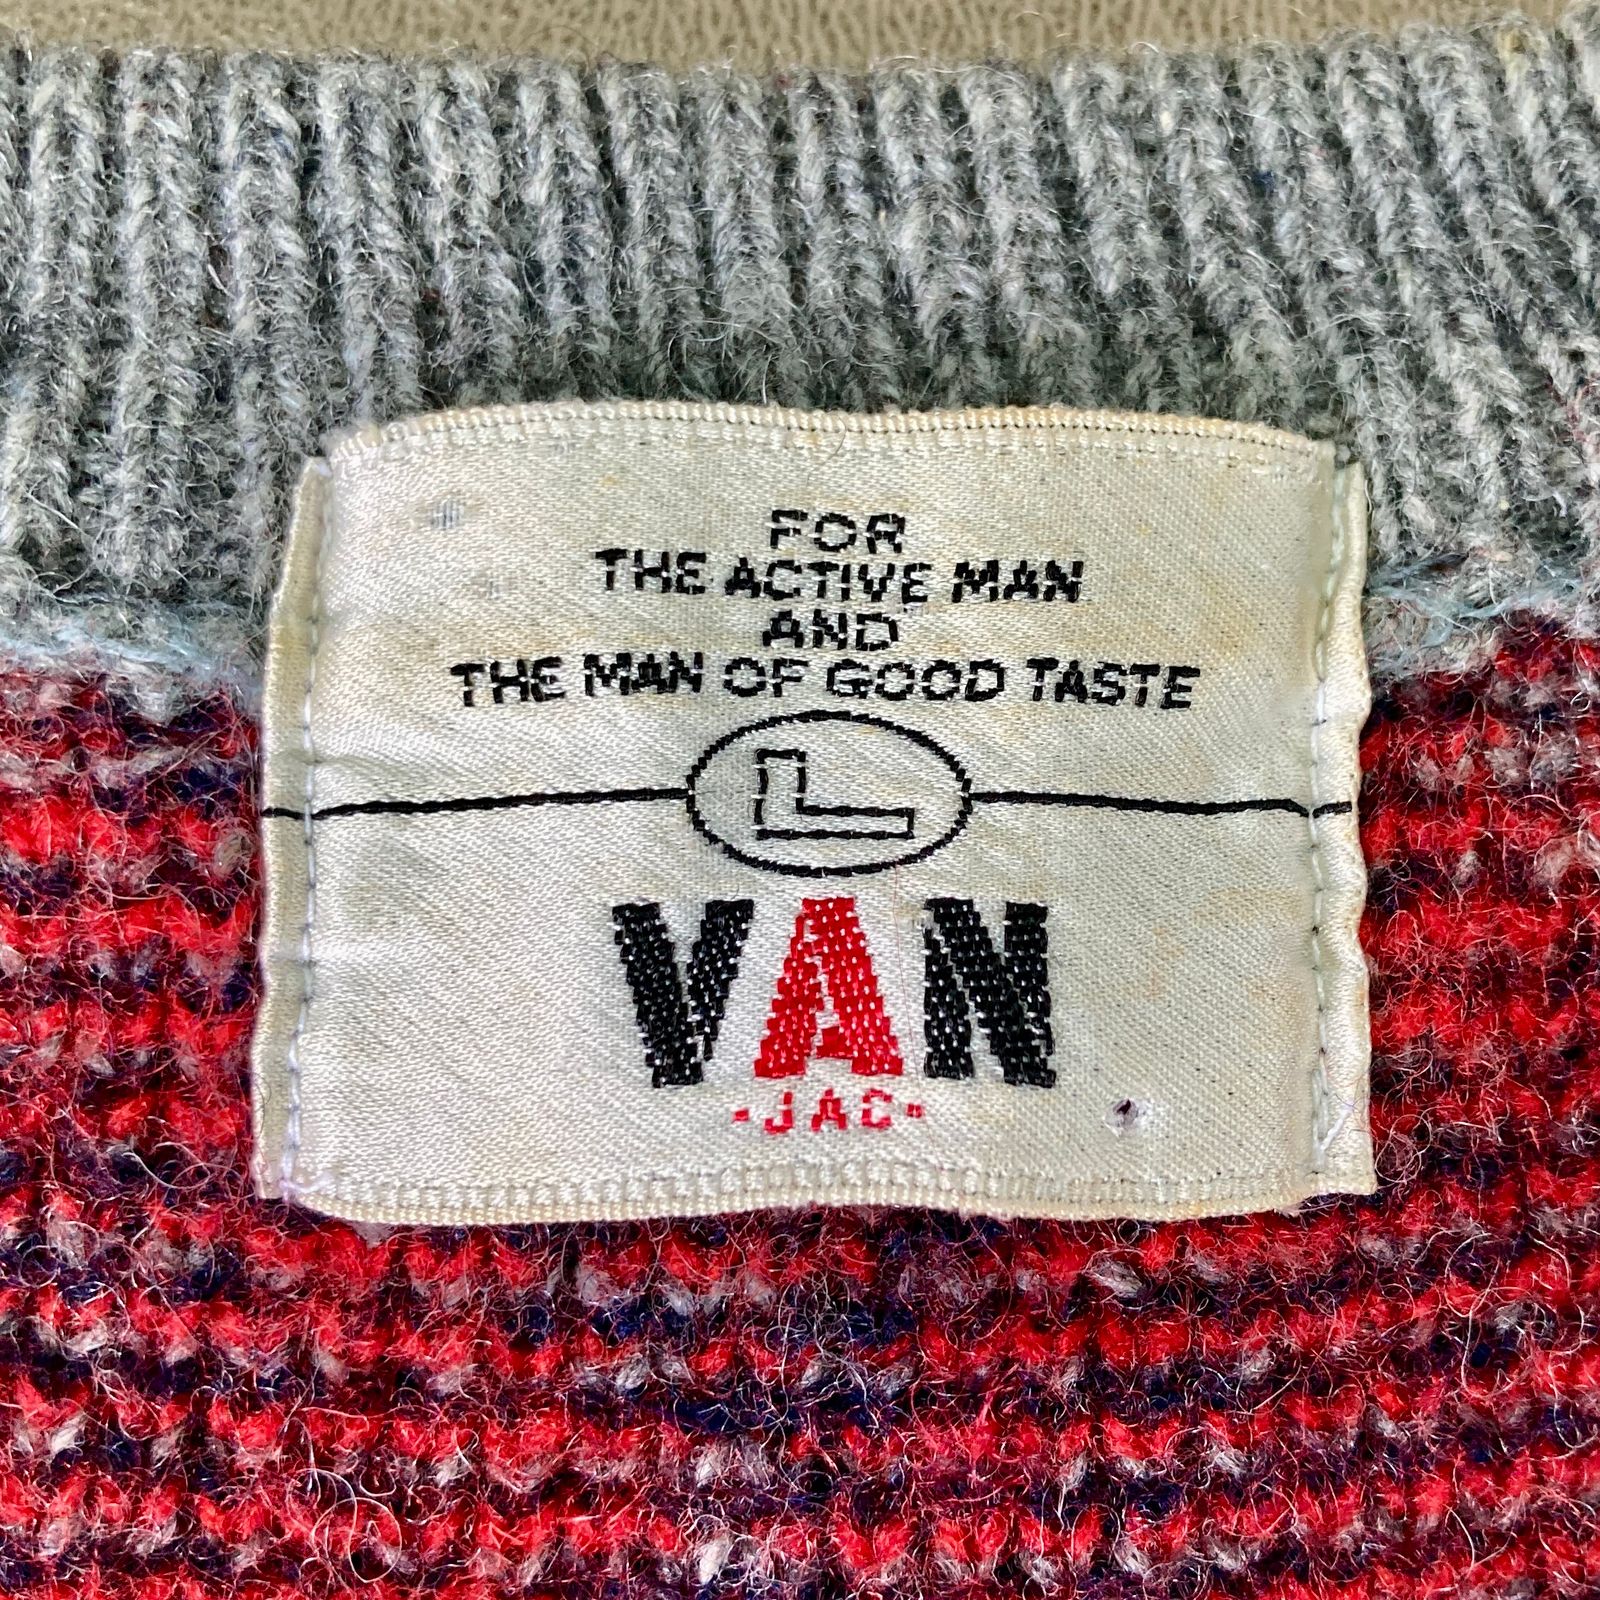 FOR
THE ACTIVE MAN
AND
THE MAN OF GOOD TASTE
L
VAN
·JAC·